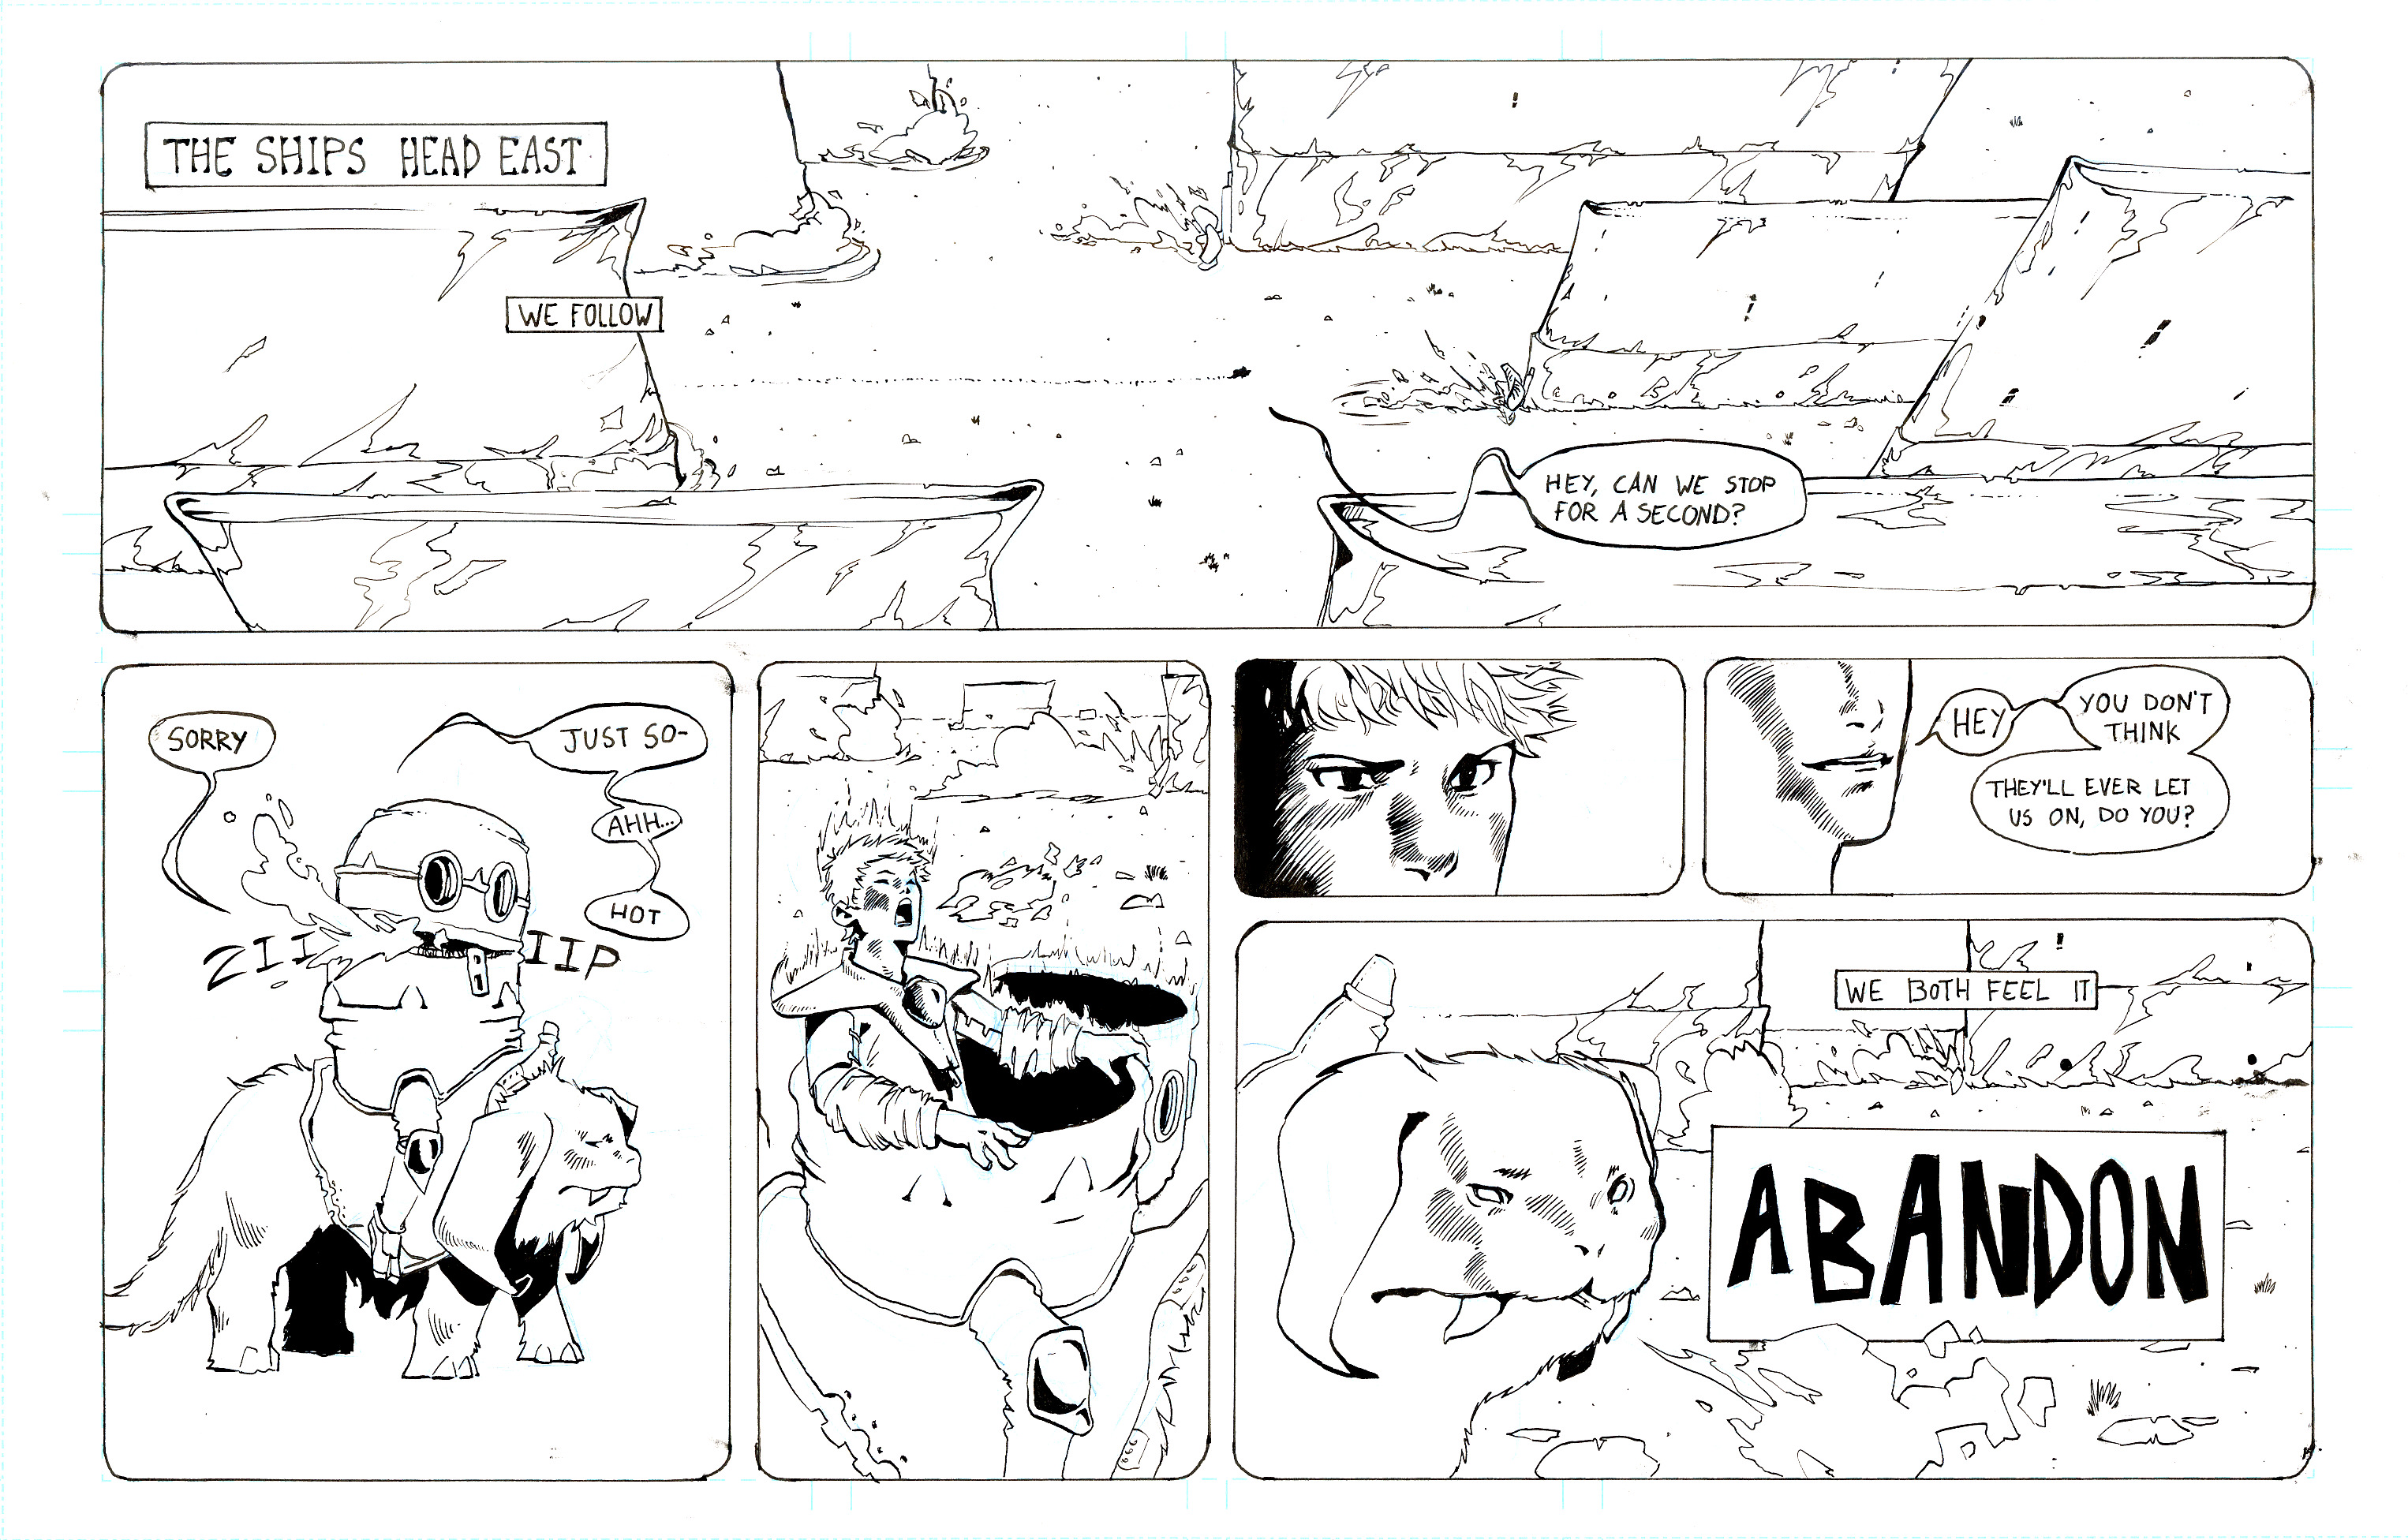 THE SHIPS HEAD EAST
WE FOLLOW
HEY, CAN WE STOP
FOR A SECOND?
SORRY
JUST SO-
AHH...
HOT
ZII IIP
HEY
YOU DON'T
THINK
THEY'LL EVER LET
US ON, DO YOU?
WE BOTH FEEL IT
ABANDON